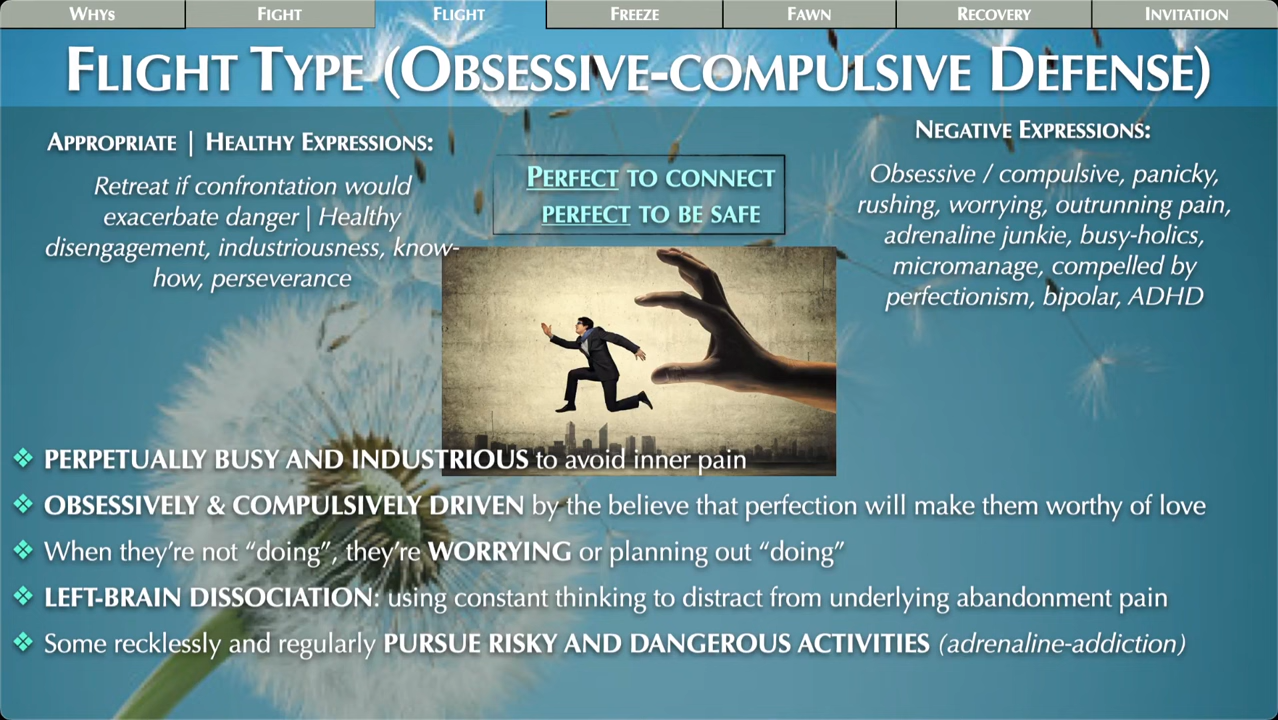 Whys
Fight
Flight
Freeze
Fawn
Recovery
Invitation
Flight Type (Obsessive-compulsive Defense)
Appropriate | Healthy Expressions:
Retreat if confrontation would
exacerbate danger | Healthy
disengagement, industriousness, know-
how, perseverance
Perfect to connect
perfect to be safe
Negative Expressions:
Obsessive / compulsive, panicky,
rushing, worrying, outrunning pain,
adrenaline junkie, busy-holics,
micromanage, compelled by
perfectionism, bipolar, ADHD
❖ PERPETUALLY BUSY AND INDUSTRIOUS to avoid inner pain
❖ OBSESSIVELY & COMPULSIVELY DRIVEN by the believe that perfection will make them worthy of love
❖ When they’re not “doing”, they’re WORRYING or planning out “doing”
❖ LEFT-BRAIN DISSOCIATION: using constant thinking to distract from underlying abandonment pain
❖ Some recklessly and regularly PURSUE RISKY AND DANGEROUS ACTIVITIES (adrenaline-addiction)